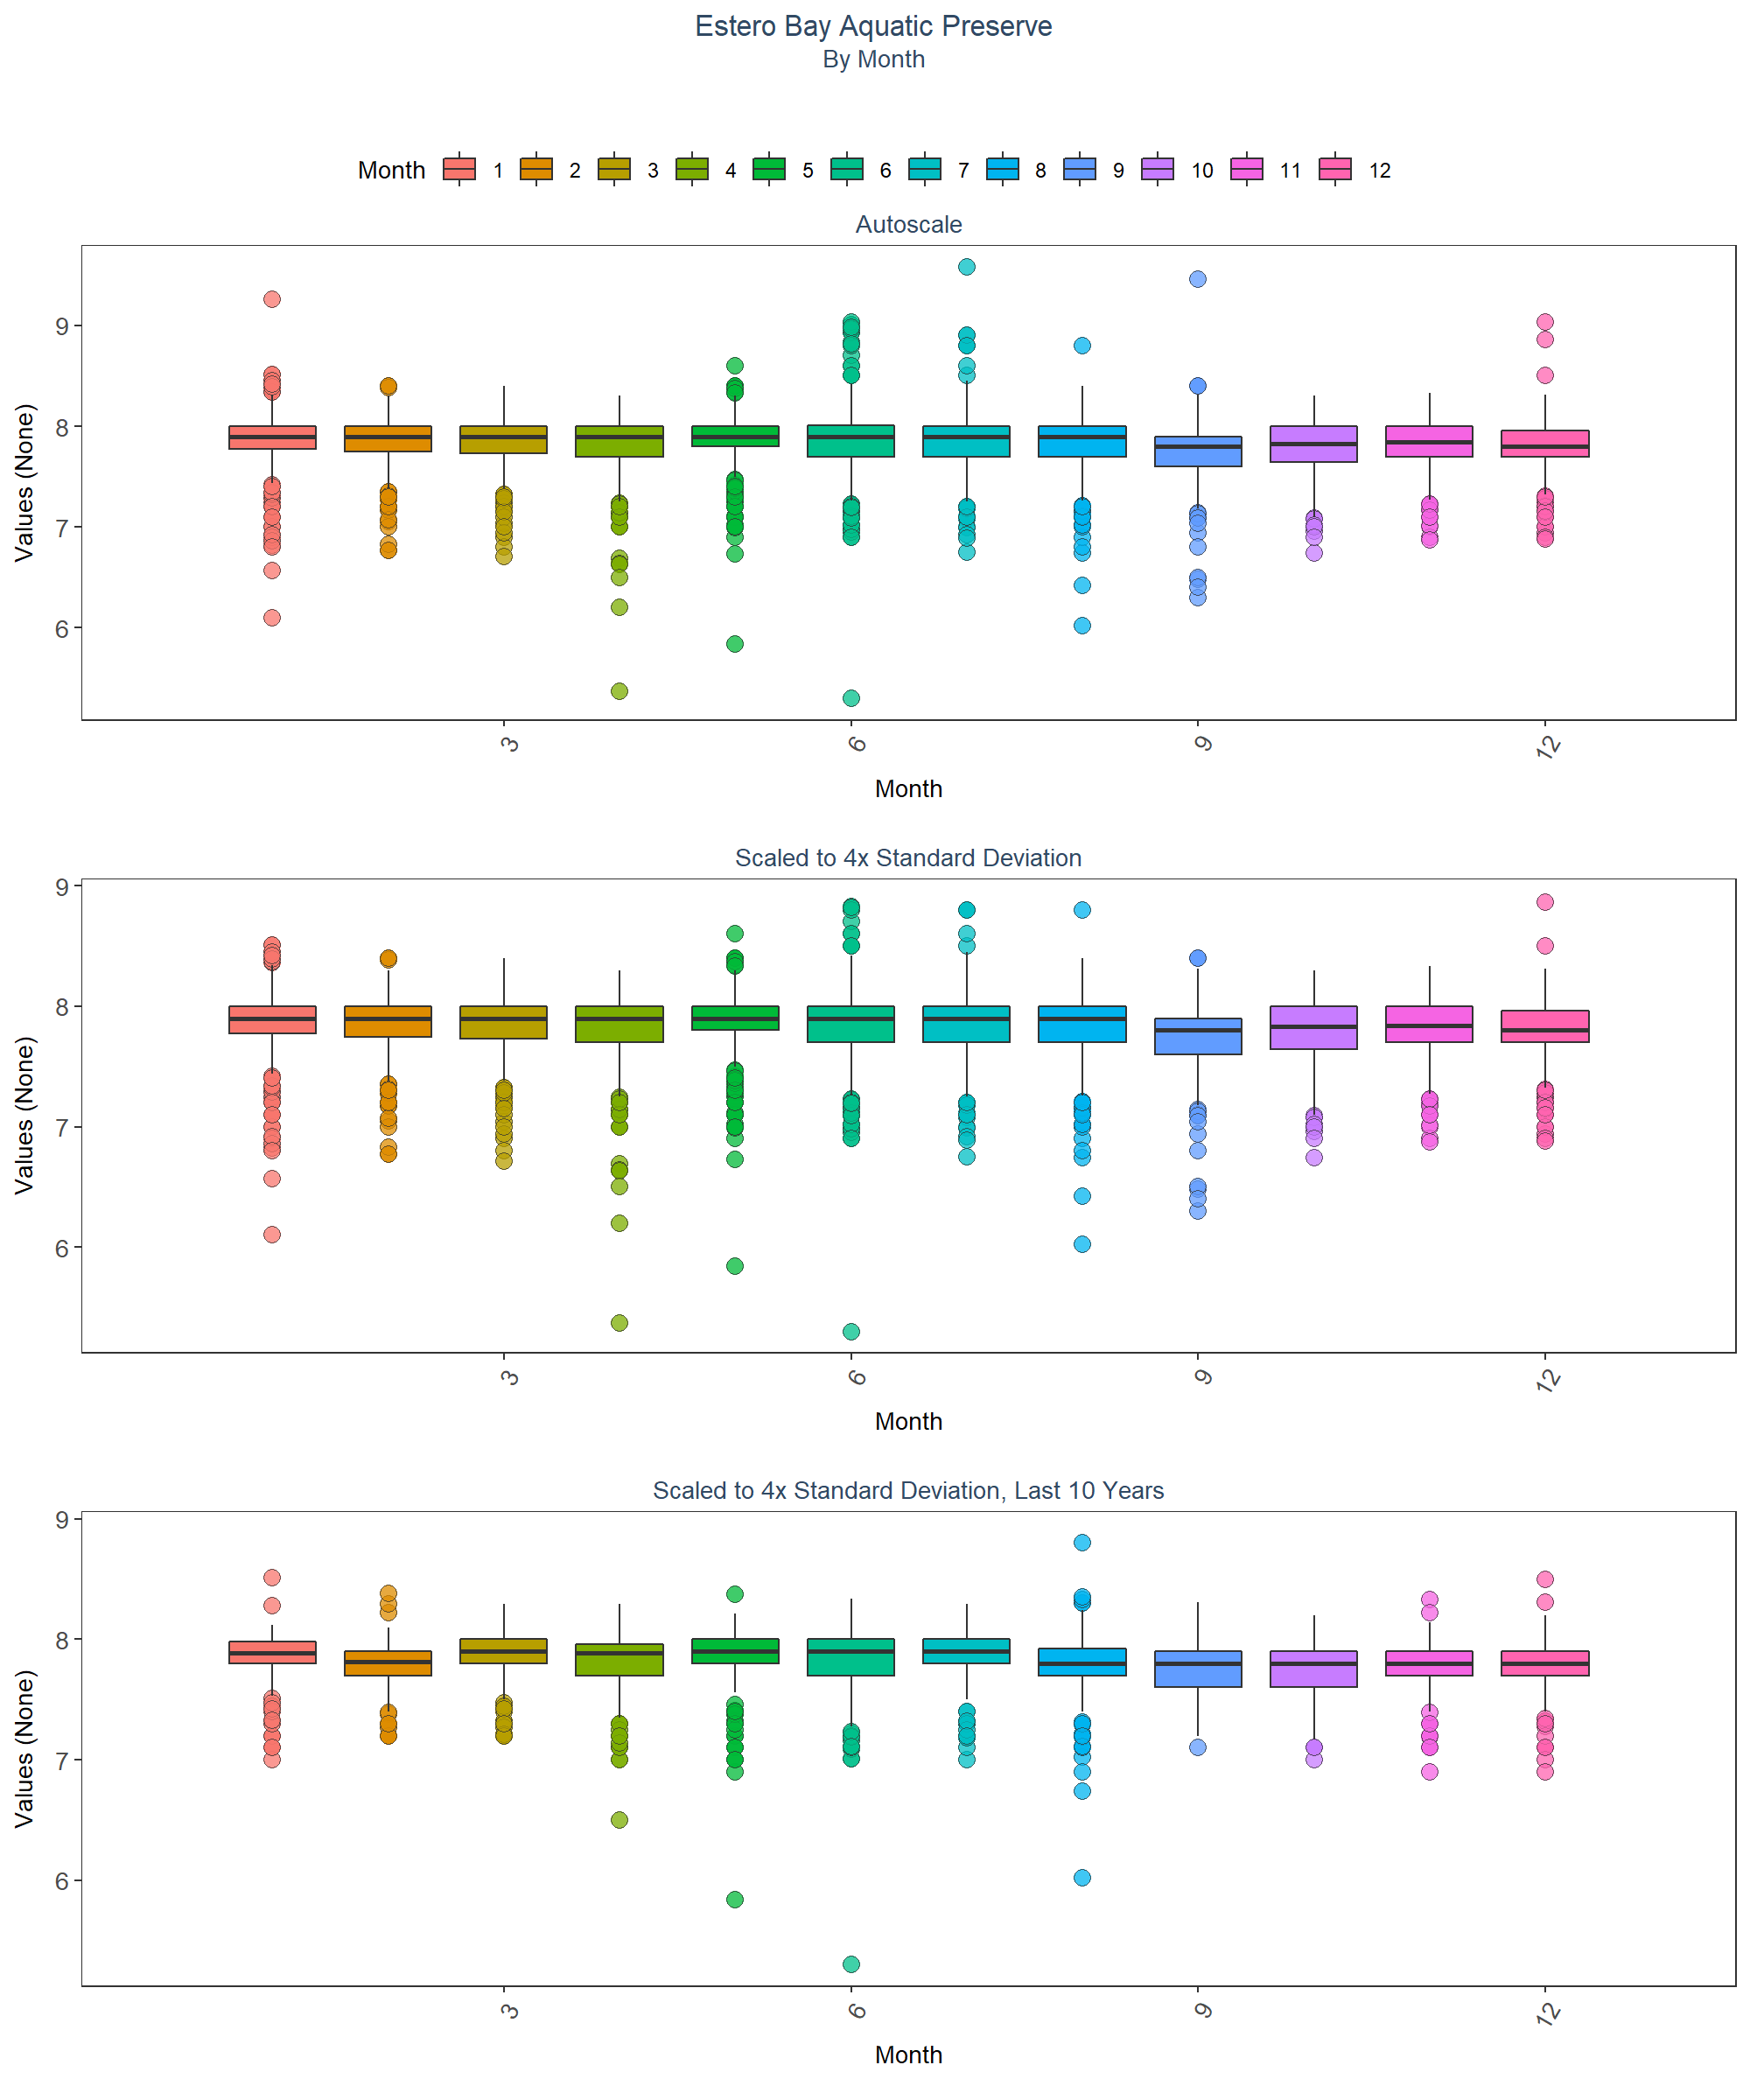 Estero Bay Aquatic Preserve
By Month
Month 1 2 3 4 5 6 7 8 9 10 11 12
Autoscale
Values (None)
9
8
7
6
3 6 9 12
Month
Scaled to 4x Standard Deviation
Values (None)
9
8
7
6
3 6 9 12
Month
Scaled to 4x Standard Deviation, Last 10 Years
Values (None)
9
8
7
6
3 6 9 12
Month